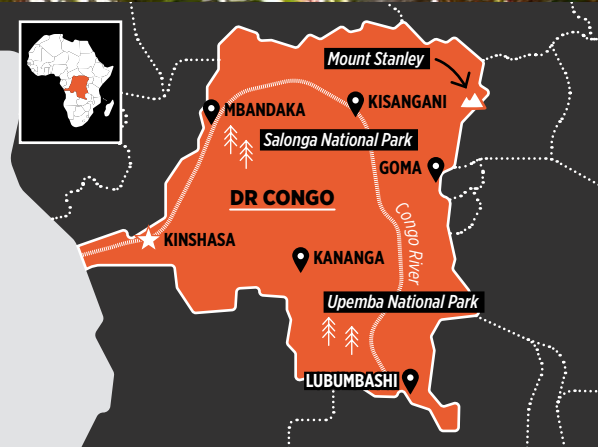 Mount Stanley
MBANDAKA
KISANGANI
Salonga National Park
GOMA
DR CONGO
Congo River
KINSHASA
KANANGA
Upemba National Park
LUBUMBASHI